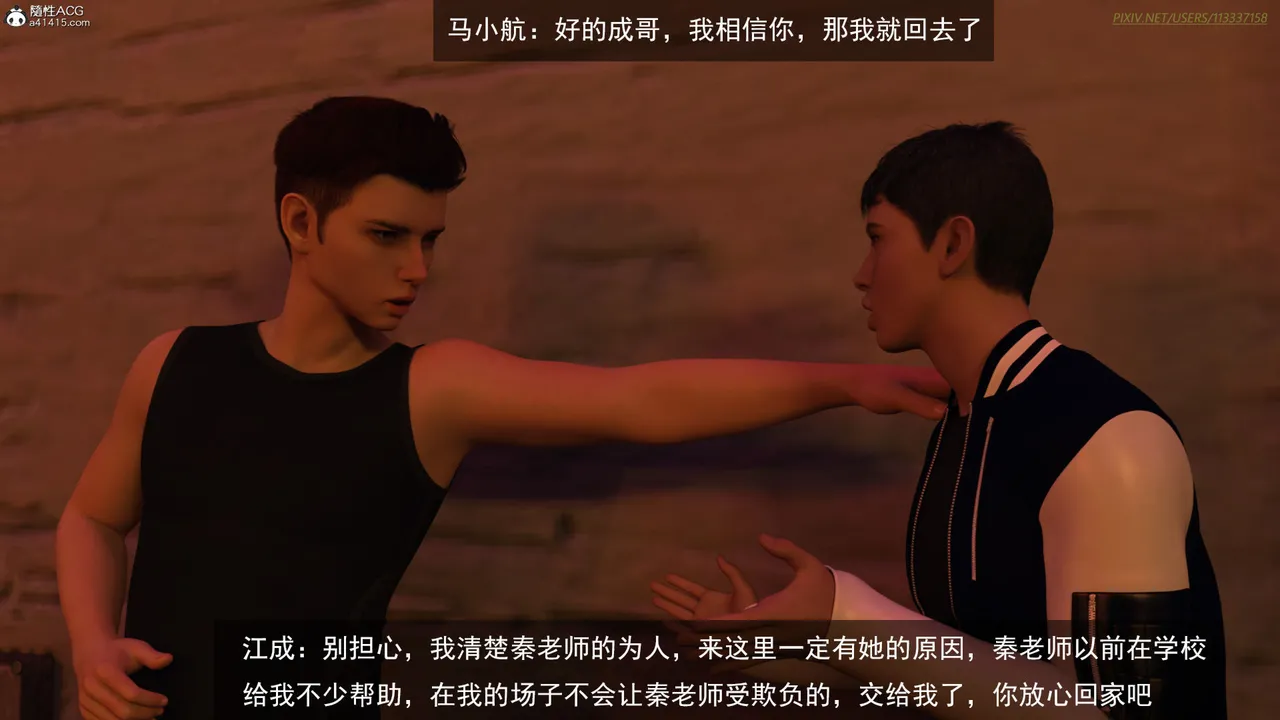 隨性ACG
a41415.com
马小航：好的成哥，我相信你，那我就回去了
PIXIV.NET/USERS/113337158
江成：别担心，我清楚秦老师的为人，来这里一定有她的原因，秦老师以前在学校
给我不少帮助，在我的场子不会让秦老师受欺负的，交给我了，你放心回家吧